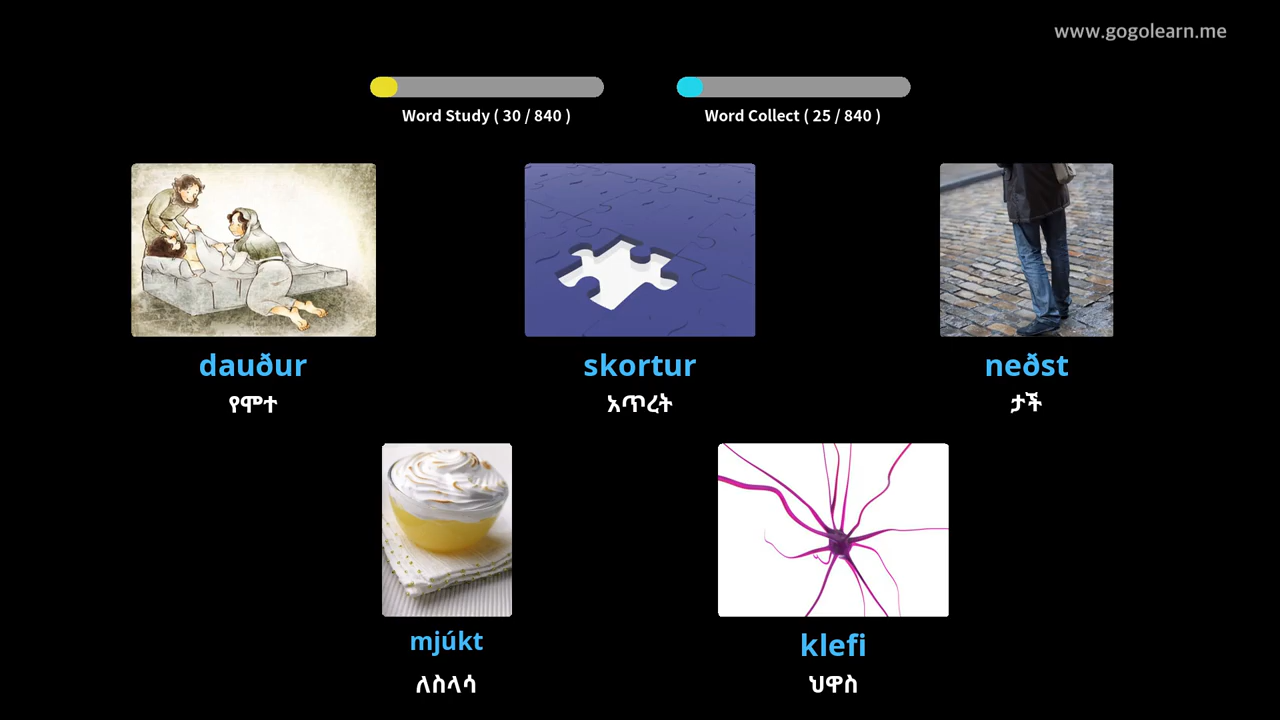 www.gogolearn.me
Word Study ( 30 / 840 )
Word Collect ( 25 / 840 )
dauður
skortur
neðst
የሞተ
አጥረት
ታች
mjúkt
klefi
ለስላሳ
ህዋስ